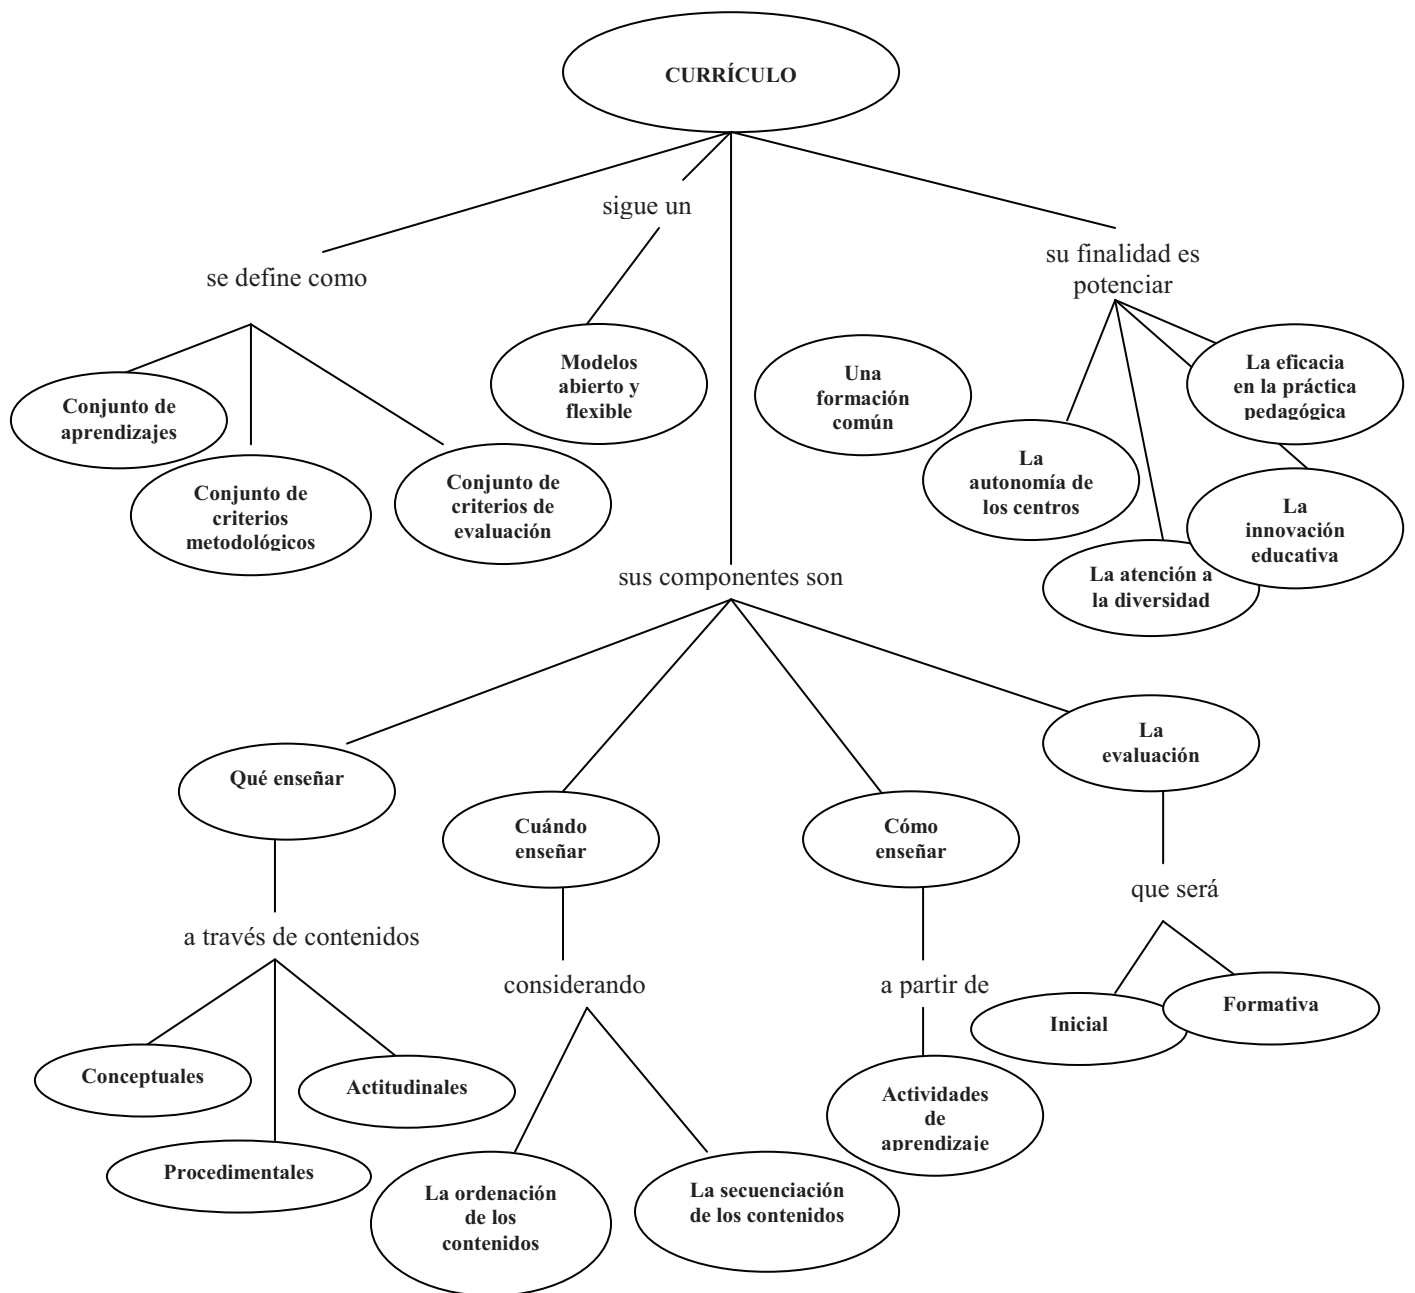 CURRÍCULO
sigue un
se define como
su finalidad es
potenciar
Conjunto de
aprendizajes
Conjunto de
criterios
metodológicos
Conjunto de
criterios de
evaluación
Modelos
abierto y
flexible
Una
formación
común
La
autonomía de
los centros
La atención a
la diversidad
La
innovación
educativa
La eficacia
en la práctica
pedagógica
sus componentes son
Qué enseñar
Cuándo
enseñar
Cómo
enseñar
La
evaluación
a través de contenidos
considerando
a partir de
que será
Conceptuales
Procedimentales
Actitudinales
La ordenación
de los
contenidos
La secuenciación
de los contenidos
Actividades
de
aprendizaje
Inicial
Formativa